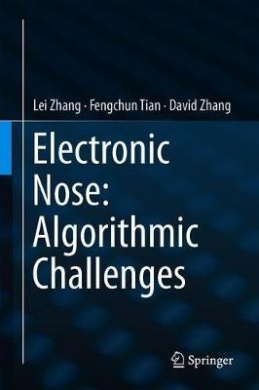 Lei Zhang · Fengchun Tian · David Zhang
Electronic
Nose:
Algorithmic
Challenges
Springer